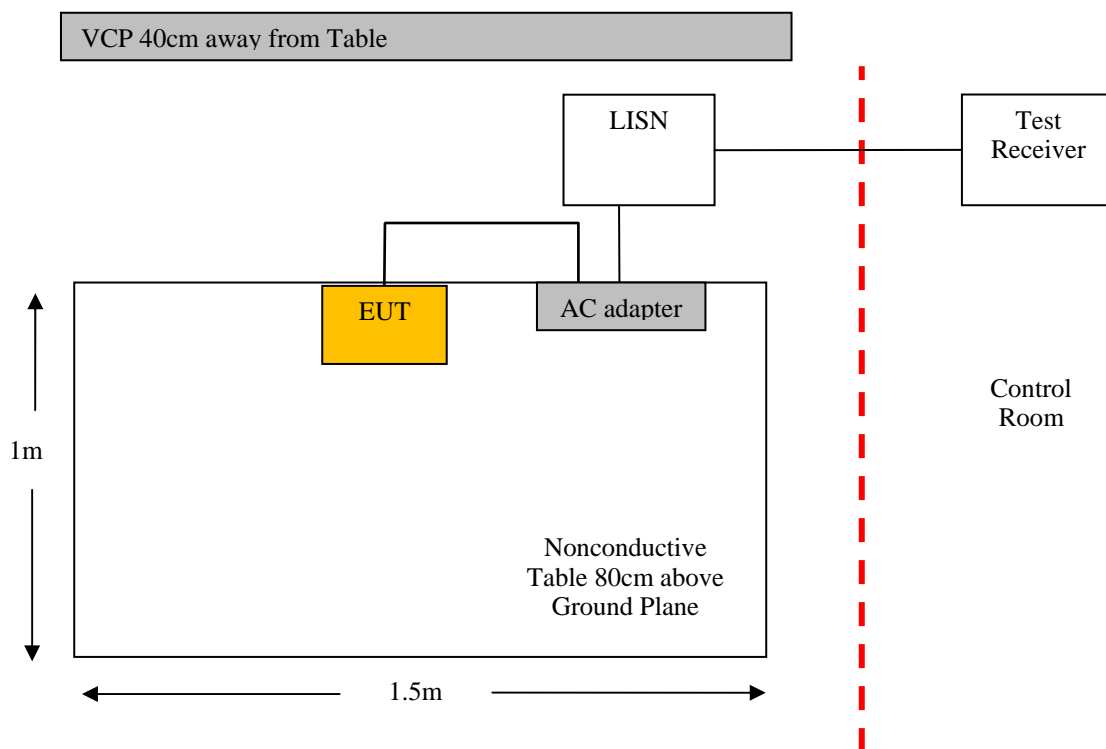 VCP 40cm away from Table
LISN
Test
Receiver
EUT
AC adapter
Control
Room
1m
Nonconductive
Table 80cm above
Ground Plane
1.5m